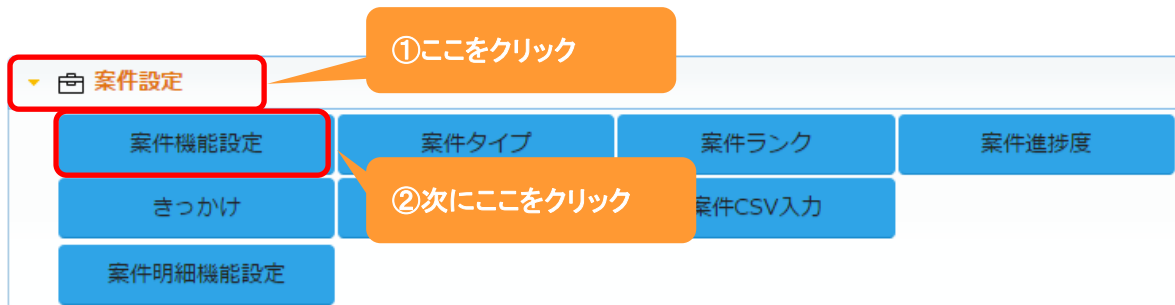 ①ここをクリック
案件設定
案件機能設定
案件タイプ
案件ランク
案件進捗度
②次にここをクリック
きっかけ
案件CSV入力
案件明細機能設定